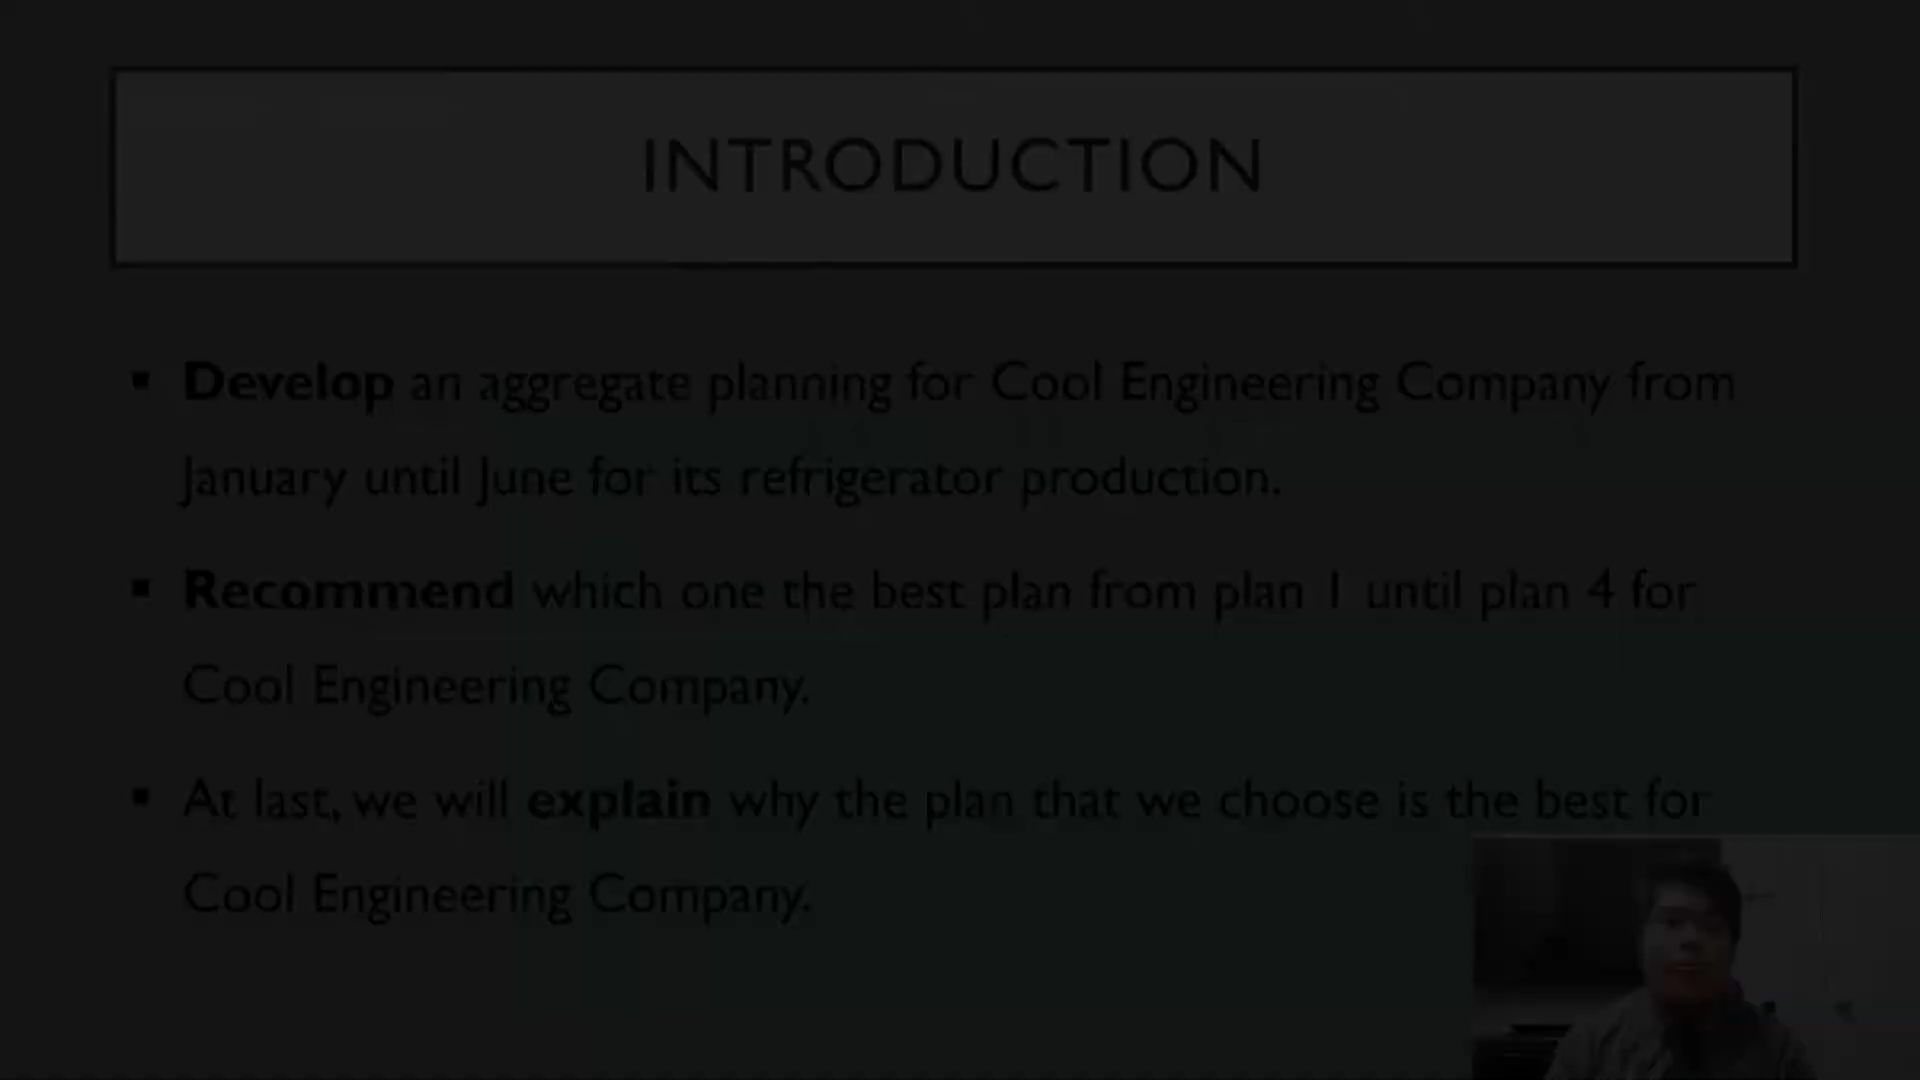 INTRODUCTION
▪ Develop an aggregate planning for Cool Engineering Company from
January until June for its refrigerator production.
▪ Recommend which one the best plan from plan 1 until plan 4 for
Cool Engineering Company.
▪ At last, we will explain why the plan that we choose is the best for
Cool Engineering Company.